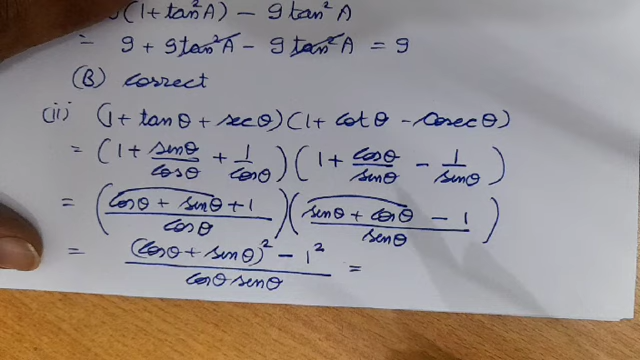 9(1+tan²A) - 9tan²A
= 9 + 9tan²A - 9tan²A = 9
(B) correct
(ii) (1+ tanθ + secθ)(1+ cotθ - cosecθ)
= (1 + sinθ/cosθ + 1/cosθ)(1 + cosθ/sinθ - 1/sinθ)
= ((cosθ + sinθ + 1)/cosθ)((sinθ + cosθ - 1)/sinθ)
= ((cosθ + sinθ)² - 1²)/(cosθ sinθ) =